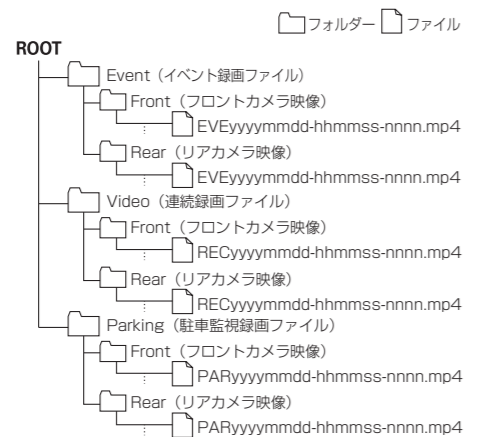 フォルダー ファイル
ROOT
Event（イベント録画ファイル）
Front（フロントカメラ映像）
EVEyyyymmdd-hhmmss-nnnn.mp4
Rear（リアカメラ映像）
EVEyyyymmdd-hhmmss-nnnn.mp4
Video（連続録画ファイル）
Front（フロントカメラ映像）
RECyyyymmdd-hhmmss-nnnn.mp4
Rear（リアカメラ映像）
RECyyyymmdd-hhmmss-nnnn.mp4
Parking（駐車監視録画ファイル）
Front（フロントカメラ映像）
PARyyyymmdd-hhmmss-nnnn.mp4
Rear（リアカメラ映像）
PARyyyymmdd-hhmmss-nnnn.mp4